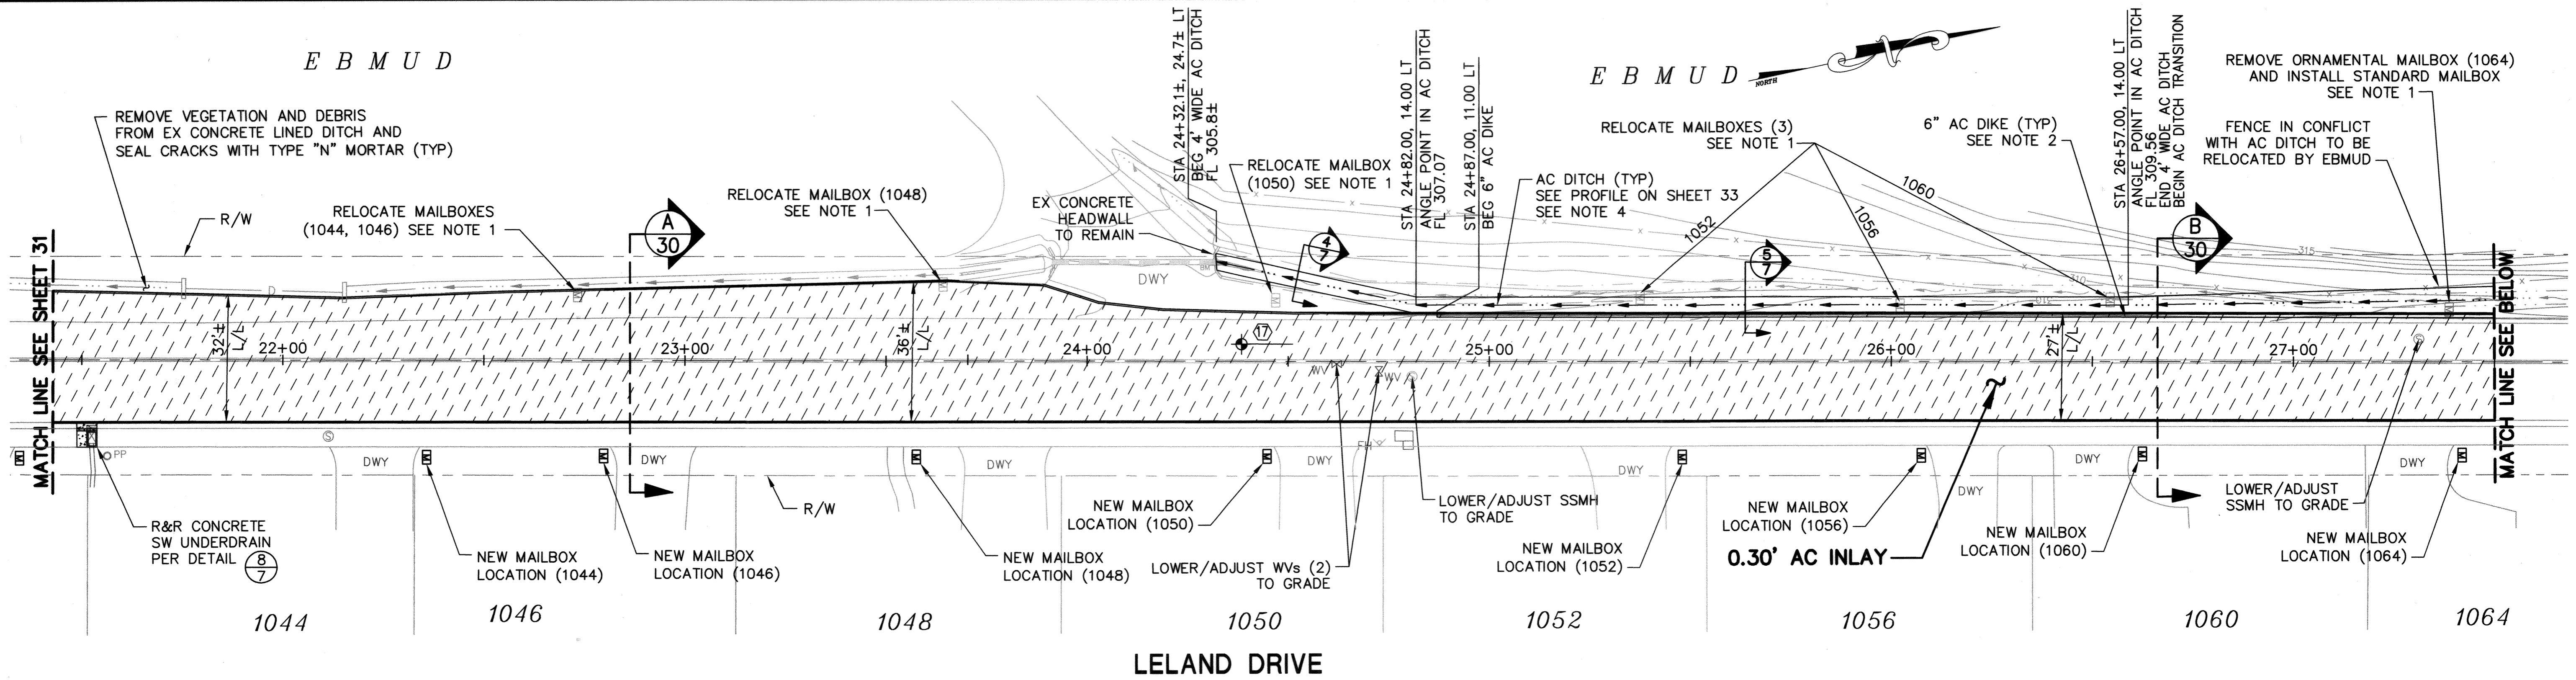 E B M U D
REMOVE VEGETATION AND DEBRIS
FROM EX CONCRETE LINED DITCH AND
SEAL CRACKS WITH TYPE "N" MORTAR (TYP)
R/W
RELOCATE MAILBOXES
(1044, 1046) SEE NOTE 1
A
30
RELOCATE MAILBOX (1048)
SEE NOTE 1
EX CONCRETE
HEADWALL
TO REMAIN
STA 24+32.1±, 24.7± LT
BEG 4' WIDE AC DITCH
FL 305.8±
RELOCATE MAILBOX
(1050) SEE NOTE 1
4
7
STA 24+82.00, 14.00 LT
ANGLE POINT IN AC DITCH
FL 307.07
STA 24+87.00, 11.00 LT
BEG 6" AC DIKE
AC DITCH (TYP)
SEE PROFILE ON SHEET 33
SEE NOTE 4
E B M U D
NORTH
RELOCATE MAILBOXES (3)
SEE NOTE 1
1052
1056
1060
5
7
6" AC DIKE (TYP)
SEE NOTE 2
STA 26+57.00, 14.00 LT
ANGLE POINT IN AC DITCH
FL 309.56
END 4' WIDE AC DITCH
BEGIN AC DITCH TRANSITION
B
30
REMOVE ORNAMENTAL MAILBOX (1064)
AND INSTALL STANDARD MAILBOX
SEE NOTE 1
FENCE IN CONFLICT
WITH AC DITCH TO BE
RELOCATED BY EBMUD
315
310
310
MATCH LINE SEE SHEET 31
MATCH LINE SEE BELOW
D
M
M
M
M
M
M
BM
DWY
32'±
L/L
22+00
23+00
36'±
L/L
24+00
17
25+00
26+00
27'±
L/L
27+00
S
WV
WV
S
S
PP
FH
M
M
M
M
M
M
M
M
M
DWY
DWY
DWY
DWY
DWY
DWY
DWY
DWY
R/W
R&R CONCRETE
SW UNDERDRAIN
PER DETAIL
8
7
NEW MAILBOX
LOCATION (1044)
NEW MAILBOX
LOCATION (1046)
NEW MAILBOX
LOCATION (1048)
NEW MAILBOX
LOCATION (1050)
LOWER/ADJUST WVs (2)
TO GRADE
LOWER/ADJUST SSMH
TO GRADE
NEW MAILBOX
LOCATION (1052)
NEW MAILBOX
LOCATION (1056)
0.30' AC INLAY
NEW MAILBOX
LOCATION (1060)
LOWER/ADJUST
SSMH TO GRADE
NEW MAILBOX
LOCATION (1064)
1044
1046
1048
1050
1052
1056
1060
1064
LELAND DRIVE